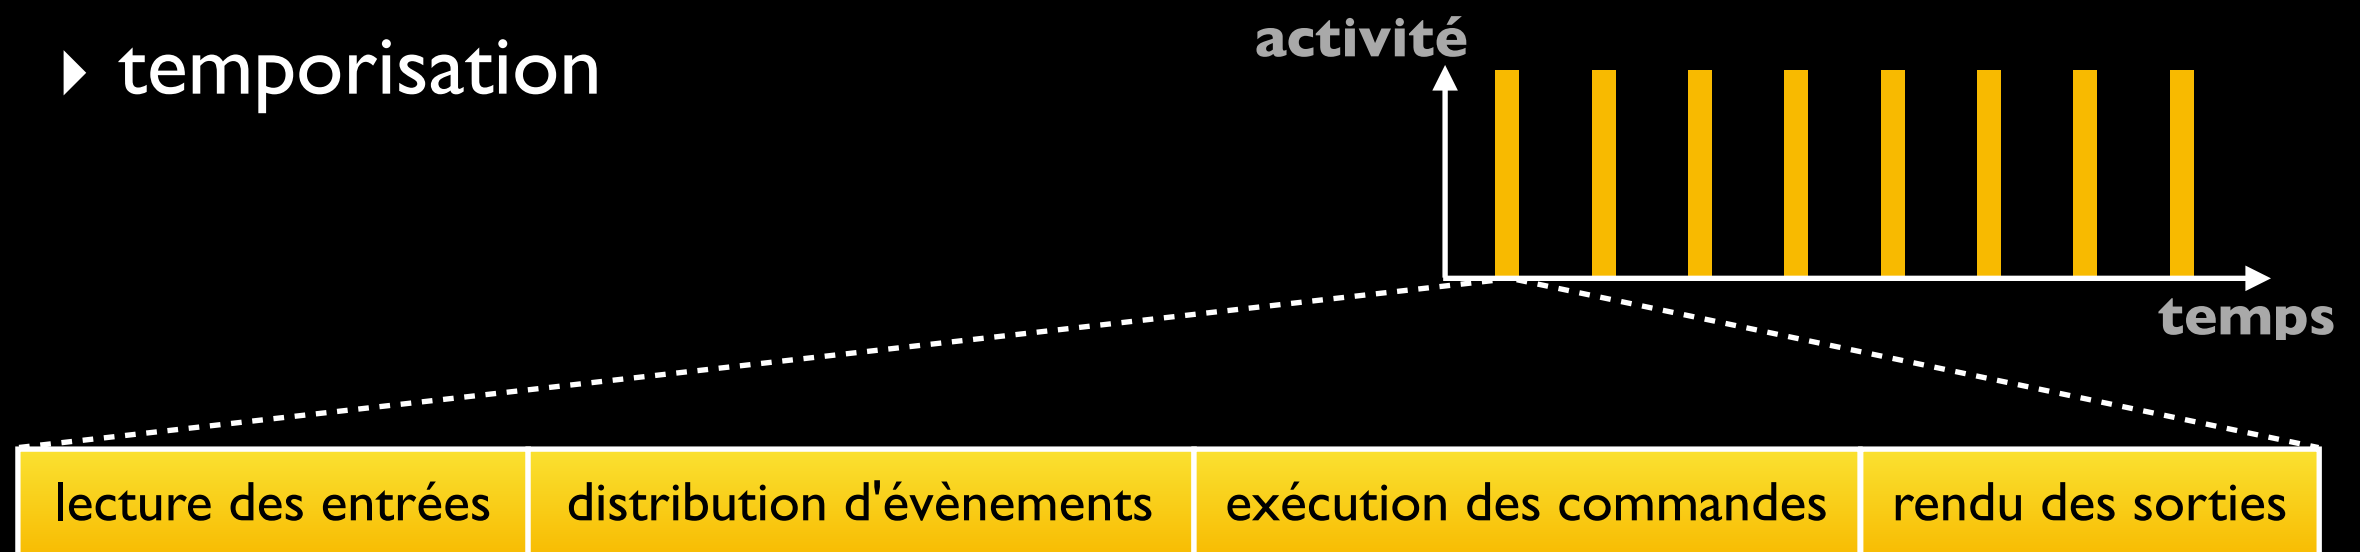 temporisation
activité
temps
lecture des entrées
distribution d'évènements
exécution des commandes
rendu des sorties